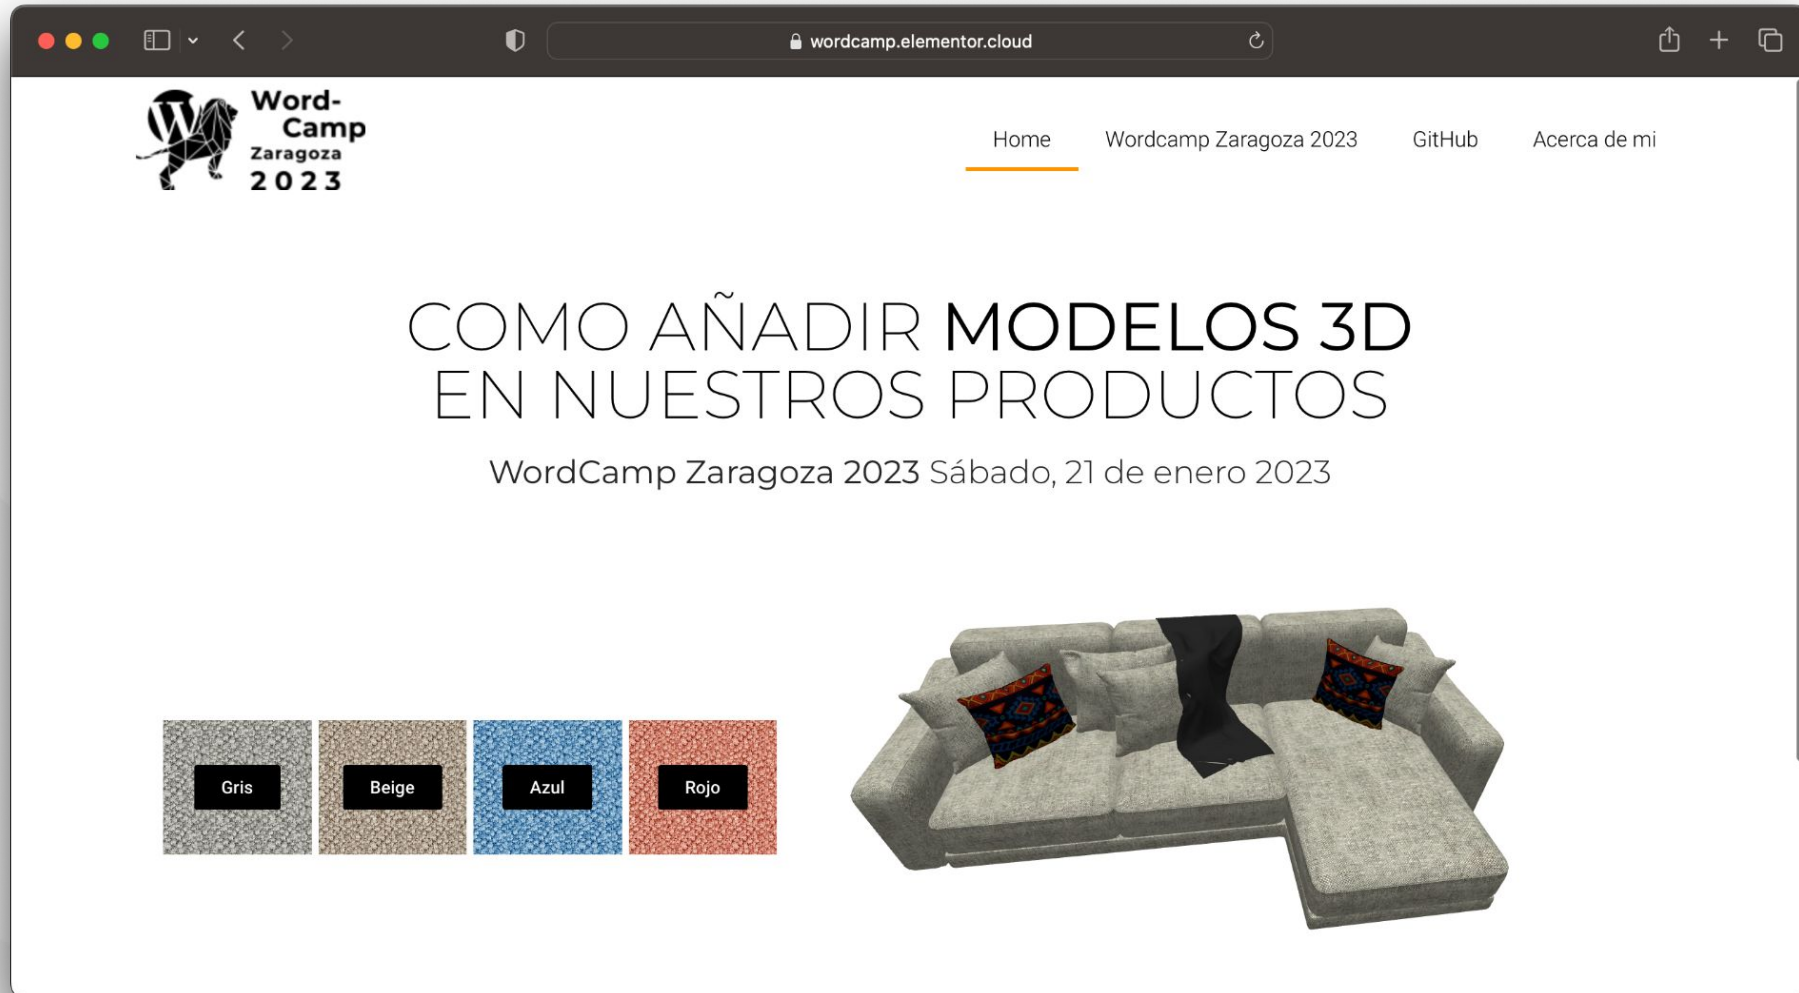 wordcamp.elementor.cloud
Word-
Camp
Zaragoza
2023
Home Wordcamp Zaragoza 2023 GitHub Acerca de mi
COMO AÑADIR MODELOS 3D
EN NUESTROS PRODUCTOS
WordCamp Zaragoza 2023 Sábado, 21 de enero 2023
Gris Beige Azul Rojo